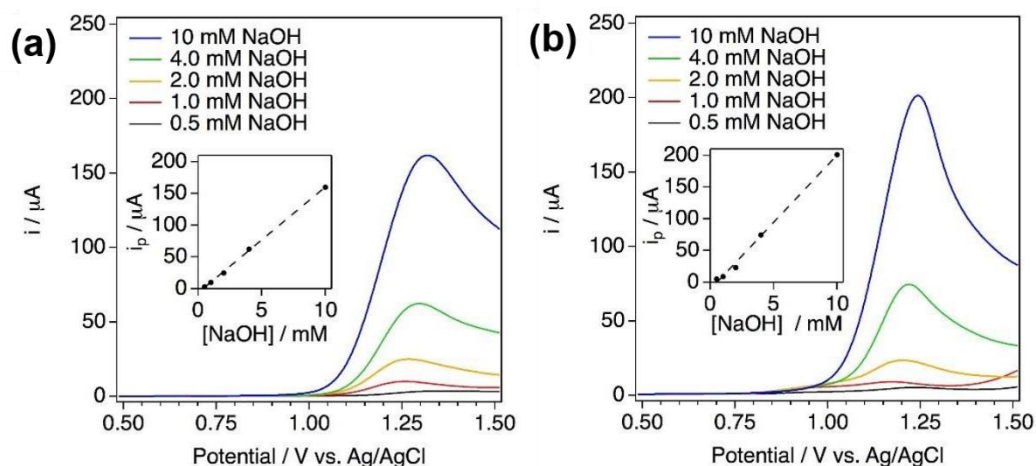 (a)
250
200
150
100
50
0
i / µA
10 mM NaOH
4.0 mM NaOH
2.0 mM NaOH
1.0 mM NaOH
0.5 mM NaOH
200
150
100
50
0
ip / µA
0 5 10
[NaOH] / mM
0.50 0.75 1.00 1.25 1.50
Potential / V vs. Ag/AgCl
(b)
250
200
150
100
50
0
i / µA
10 mM NaOH
4.0 mM NaOH
2.0 mM NaOH
1.0 mM NaOH
0.5 mM NaOH
200
150
100
50
0
ip / µA
0 5 10
[NaOH] / mM
0.50 0.75 1.00 1.25 1.50
Potential / V vs. Ag/AgCl